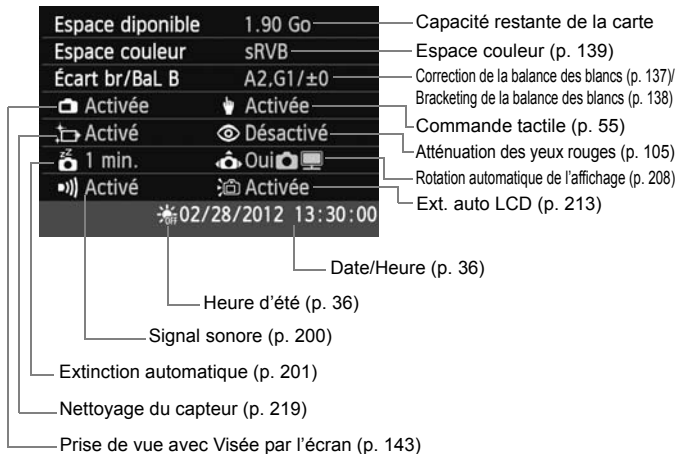 Espace diponible 1.90 Go
Capacité restante de la carte
Espace couleur sRVB
Espace couleur (p. 139)
Écart br/BaL B A2,G1/±0
Correction de la balance des blancs (p. 137)/
Bracketing de la balance des blancs (p. 138)
Activée Activée
Commande tactile (p. 55)
Activé Désactivé
Atténuation des yeux rouges (p. 105)
1 min. Oui
Rotation automatique de l'affichage (p. 208)
Activé Activée
Ext. auto LCD (p. 213)
OFF 02/28/2012 13:30:00
Date/Heure (p. 36)
Heure d'été (p. 36)
Signal sonore (p. 200)
Extinction automatique (p. 201)
Nettoyage du capteur (p. 219)
Prise de vue avec Visée par l'écran (p. 143)